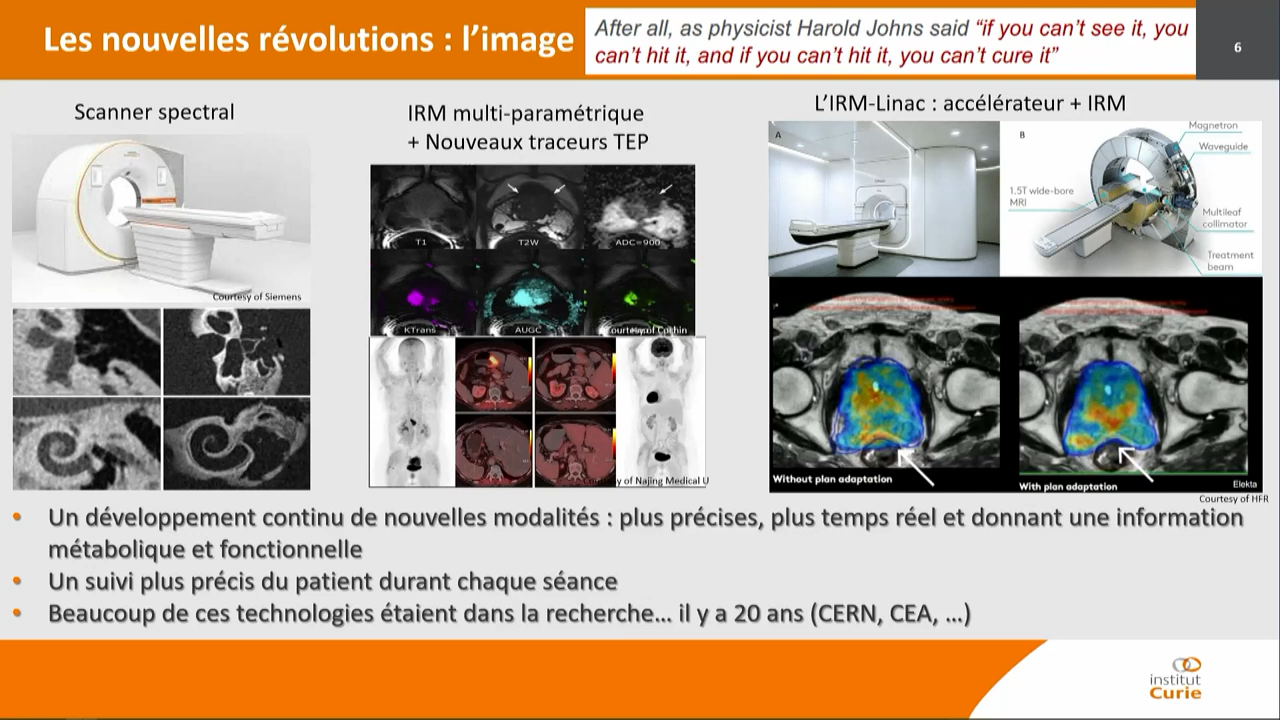 Les nouvelles révolutions : l'image
After all, as physicist Harold Johns said "if you can't see it, you
can't hit it, and if you can't hit it, you can't cure it"
6
Scanner spectral
Courtesy of Siemens
IRM multi-paramétrique
+ Nouveaux traceurs TEP
T1
T2W
ADC=900
KTrans
AUGC
Courtesy of Cochin
of Najing Medical U
L'IRM-Linac : accélérateur + IRM
A
B
Magnetron
Waveguide
1.5T wide-bore
MRI
Multileaf
collimator
Treatment
beam
Without plan adaptation
With plan adaptation
Elekta
Courtesy of HFR
• Un développement continu de nouvelles modalités : plus précises, plus temps réel et donnant une information
métabolique et fonctionnelle
• Un suivi plus précis du patient durant chaque séance
• Beaucoup de ces technologies étaient dans la recherche... il y a 20 ans (CERN, CEA, ...)
institut
Curie